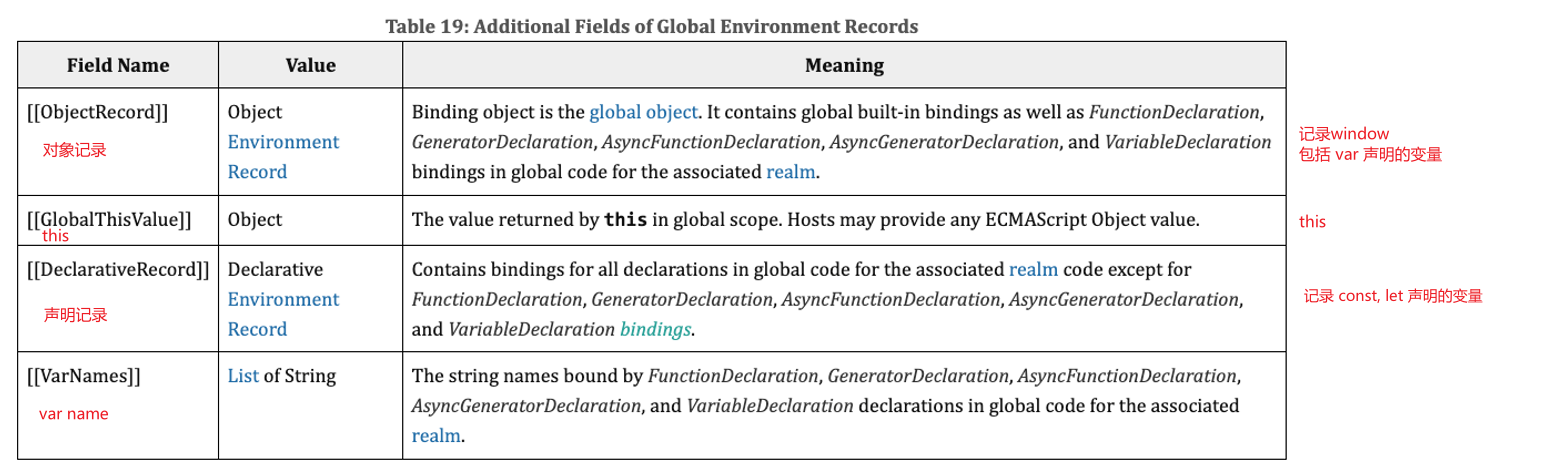 Table 19: Additional Fields of Global Environment Records
Field Name
Value
Meaning
[[ObjectRecord]]
对象记录
Object
Environment
Record
Binding object is the global object. It contains global built-in bindings as well as FunctionDeclaration,
GeneratorDeclaration, AsyncFunctionDeclaration, AsyncGeneratorDeclaration, and VariableDeclaration
bindings in global code for the associated realm.
记录window
包括 var 声明的变量
[[GlobalThisValue]]
this
Object
The value returned by this in global scope. Hosts may provide any ECMAScript Object value.
this
[[DeclarativeRecord]]
声明记录
Declarative
Environment
Record
Contains bindings for all declarations in global code for the associated realm code except for
FunctionDeclaration, GeneratorDeclaration, AsyncFunctionDeclaration, AsyncGeneratorDeclaration,
and VariableDeclaration bindings.
记录 const, let 声明的变量
[[VarNames]]
var name
List of String
The string names bound by FunctionDeclaration, GeneratorDeclaration, AsyncFunctionDeclaration,
AsyncGeneratorDeclaration, and VariableDeclaration declarations in global code for the associated
realm.